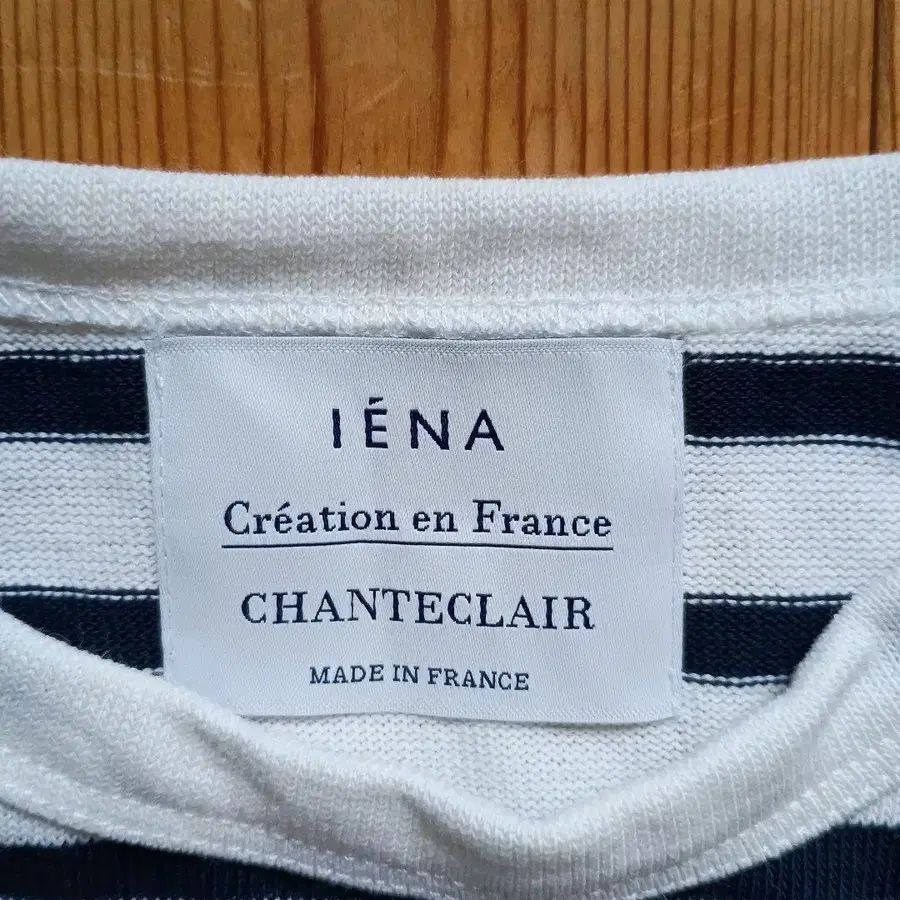 IÉNA
Création en France
CHANTECLAIR
MADE IN FRANCE